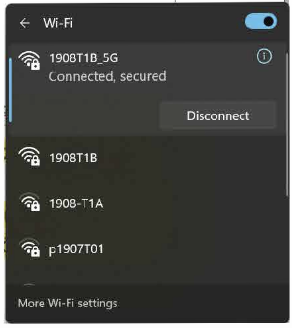 Wi-Fi
1908T1B_5G
Connected, secured
Disconnect
1908T1B
1908-T1A
p1907T01
More Wi-Fi settings